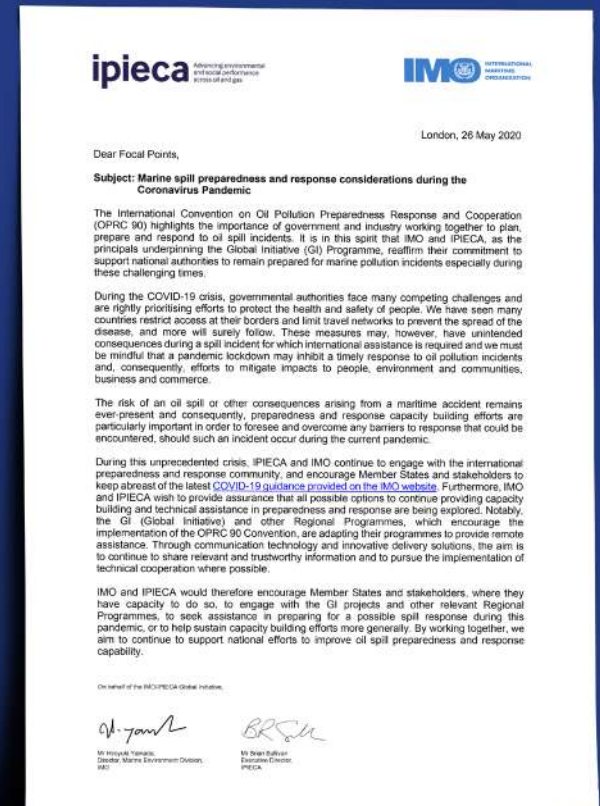 ipieca
Advancing environmental
and social performance
across oil and gas
IMO
INTERNATIONAL
MARITIME
ORGANIZATION
London, 26 May 2020
Dear Focal Points,
Subject: Marine spill preparedness and response considerations during the
Coronavirus Pandemic
The International Convention on Oil Pollution Preparedness Response and Cooperation
(OPRC 90) highlights the importance of government and industry working together to plan,
prepare and respond to oil spill incidents. It is in this spirit that IMO and IPIECA, as the
principals underpinning the Global Initiative (GI) Programme, reaffirm their commitment to
support national authorities to remain prepared for marine pollution incidents especially during
these challenging times.
During the COVID-19 crisis, governmental authorities face many competing challenges and
are rightly prioritising efforts to protect the health and safety of people. We have seen many
countries restrict access at their borders and limit travel networks to prevent the spread of the
disease, and more will surely follow. These measures may, however, have unintended
consequences during a spill incident for which international assistance is required and we must
be mindful that a pandemic lockdown may inhibit a timely response to oil pollution incidents
and, consequently, efforts to mitigate impacts to people, environment and communities,
business and commerce.
The risk of an oil spill or other consequences arising from a maritime accident remains
ever-present and consequently, preparedness and response capacity building efforts are
particularly important in order to foresee and overcome any barriers to response that could be
encountered, should such an incident occur during the current pandemic.
During this unprecedented crisis, IPIECA and IMO continue to engage with the international
preparedness and response community, and encourage Member States and stakeholders to
keep abreast of the latest COVID-19 guidance provided on the IMO website. Furthermore, IMO
and IPIECA wish to provide assurance that all possible options to continue providing capacity
building and technical assistance in preparedness and response are being explored. Notably,
the GI (Global Initiative) and other Regional Programmes, which encourage the
implementation of the OPRC 90 Convention, are adapting their programmes to provide remote
assistance. Through communication technology and innovative delivery solutions, the aim is
to continue to share relevant and trustworthy information and to pursue the implementation of
technical cooperation where possible.
IMO and IPIECA would therefore encourage Member States and stakeholders, where they
have capacity to do so, to engage with the GI projects and other relevant Regional
Programmes, to seek assistance in preparing for a possible spill response during this
pandemic, or to help sustain capacity building efforts more generally. By working together, we
aim to continue to support national efforts to improve oil spill preparedness and response
capability.
On behalf of the IMO/IPIECA Global Initiative,
Mr Hiroyuki Yamada,
Director, Marine Environment Division,
IMO
Mr Brian Sullivan
Executive Director,
IPIECA